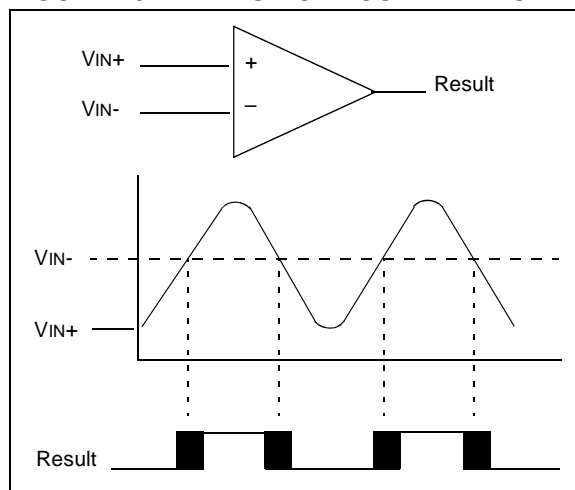 VIN+
+
Result
VIN-
–
VIN-
VIN+
Result